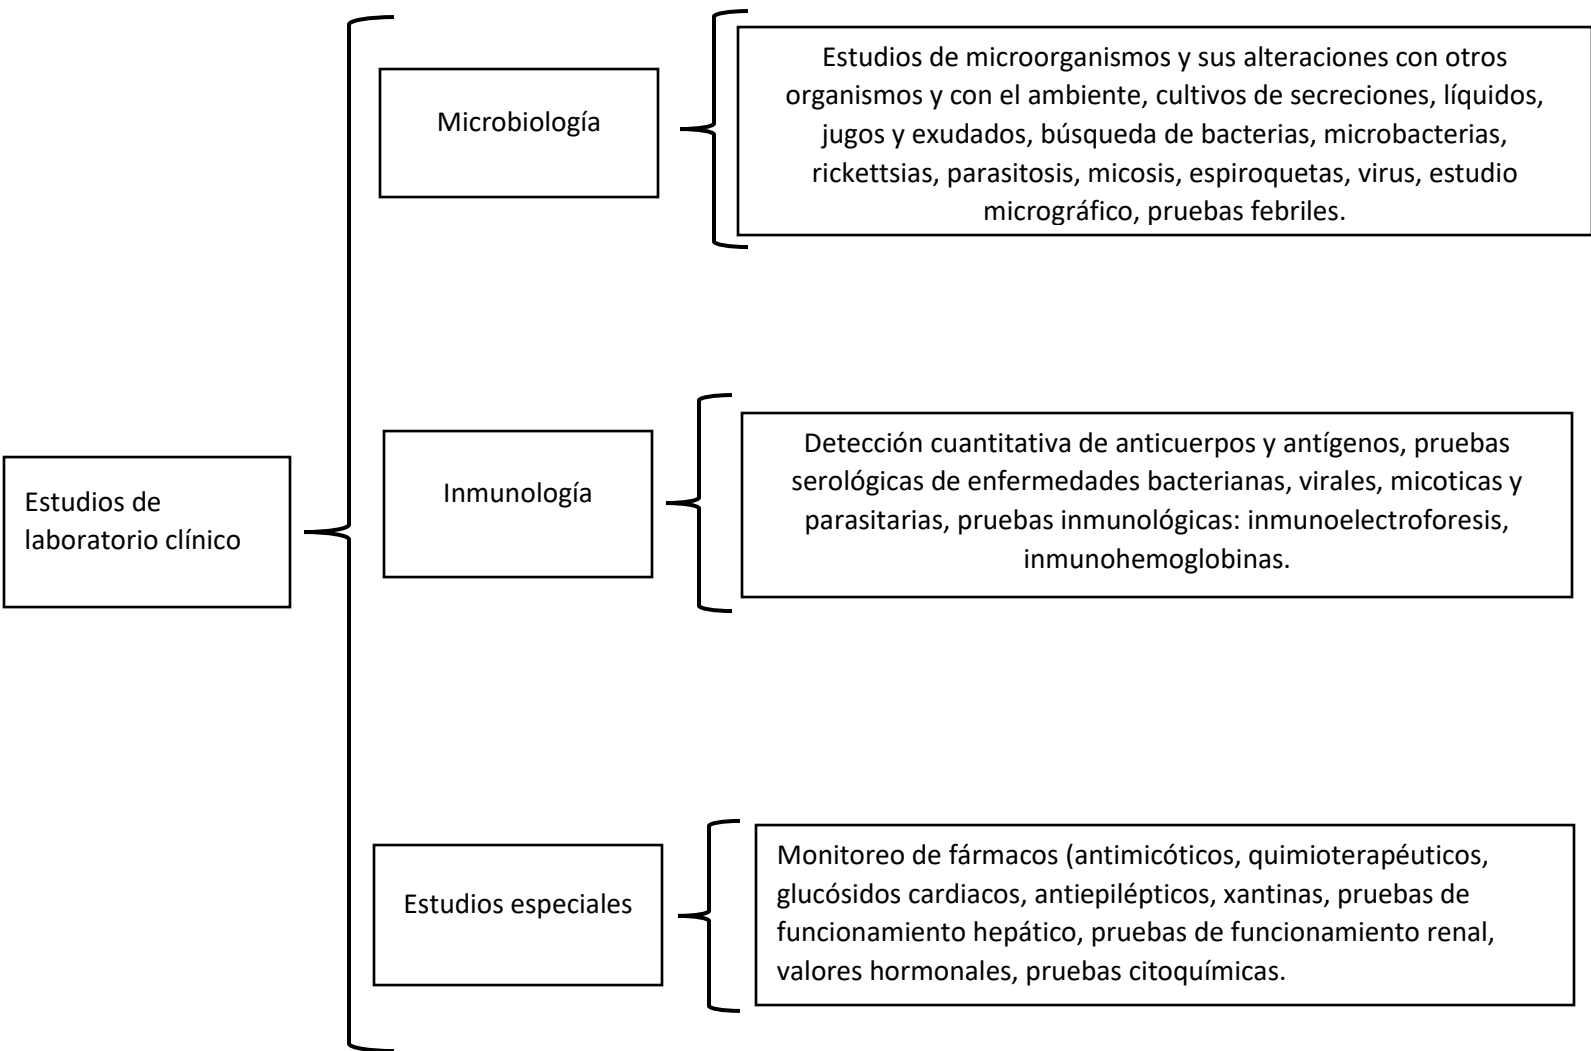 Estudios de
laboratorio clínico
Microbiología
Estudios de microorganismos y sus alteraciones con otros
organismos y con el ambiente, cultivos de secreciones, líquidos,
jugos y exudados, búsqueda de bacterias, microbacterias,
rickettsias, parasitosis, micosis, espiroquetas, virus, estudio
micrográfico, pruebas febriles.
Inmunología
Detección cuantitativa de anticuerpos y antígenos, pruebas
serológicas de enfermedades bacterianas, virales, micoticas y
parasitarias, pruebas inmunológicas: inmunoelectroforesis,
inmunohemoglobinas.
Estudios especiales
Monitoreo de fármacos (antimicóticos, quimioterapéuticos,
glucósidos cardiacos, antiepilépticos, xantinas, pruebas de
funcionamiento hepático, pruebas de funcionamiento renal,
valores hormonales, pruebas citoquímicas.